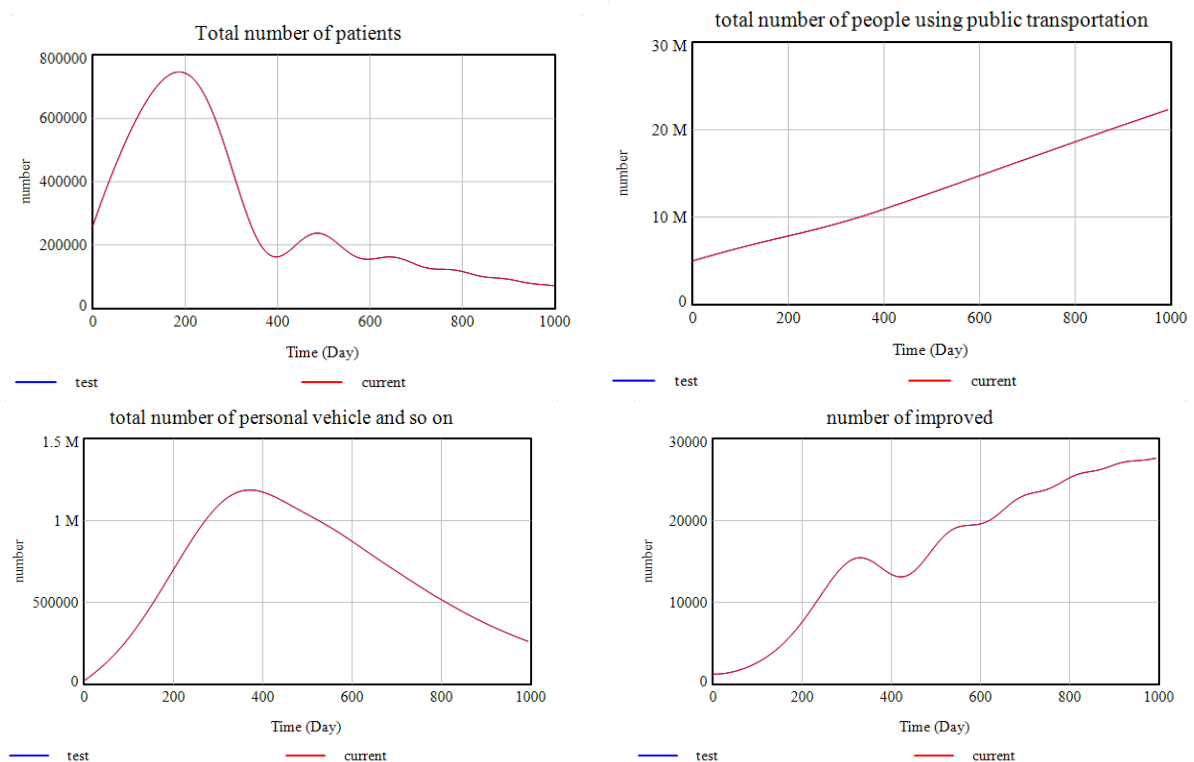 Total number of patients
800000
600000
400000
200000
0
number
0 200 400 600 800 1000
Time (Day)
test current
total number of people using public transportation
30 M
20 M
10 M
0
number
0 200 400 600 800 1000
Time (Day)
test current
total number of personal vehicle and so on
1.5 M
1 M
500000
0
number
0 200 400 600 800 1000
Time (Day)
test current
number of improved
30000
20000
10000
0
number
0 200 400 600 800 1000
Time (Day)
test current